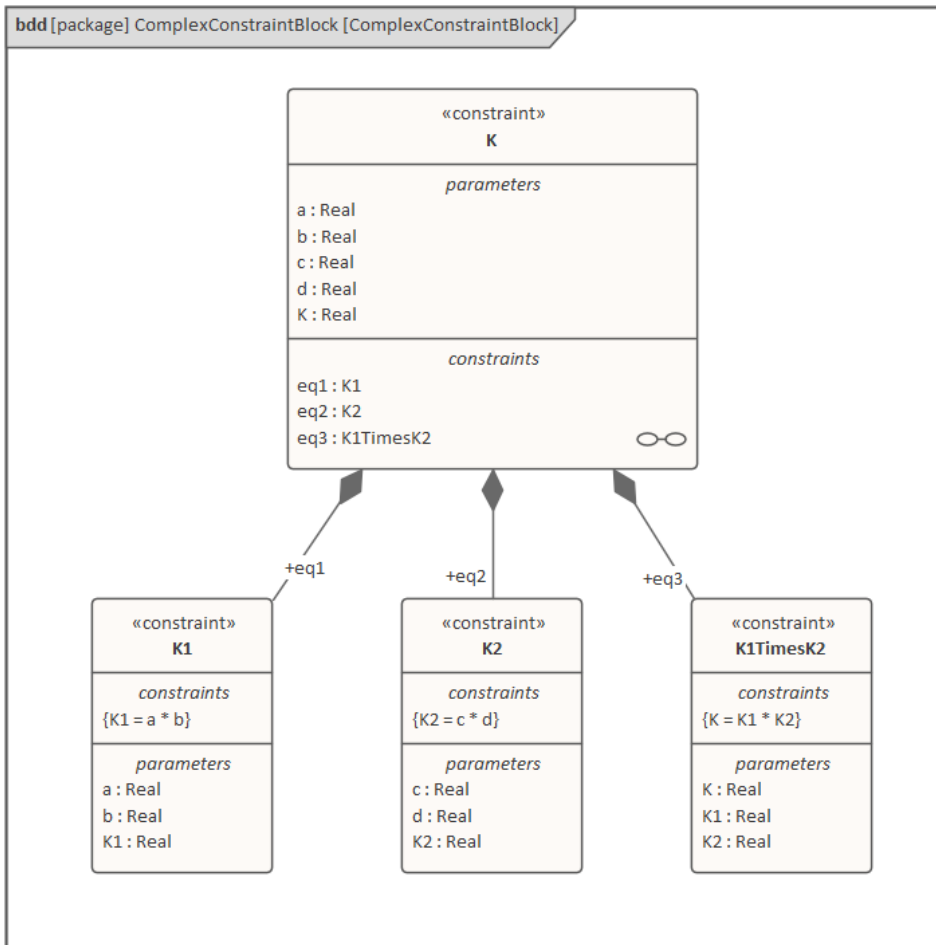 bdd [package] ComplexConstraintBlock [ComplexConstraintBlock]
«constraint»
K
parameters
a : Real
b : Real
c : Real
d : Real
K : Real
constraints
eq1 : K1
eq2 : K2
eq3 : K1TimesK2
+eq1
+eq2
+eq3
«constraint»
K1
constraints
{K1 = a * b}
parameters
a : Real
b : Real
K1 : Real
«constraint»
K2
constraints
{K2 = c * d}
parameters
c : Real
d : Real
K2 : Real
«constraint»
K1TimesK2
constraints
{K = K1 * K2}
parameters
K : Real
K1 : Real
K2 : Real